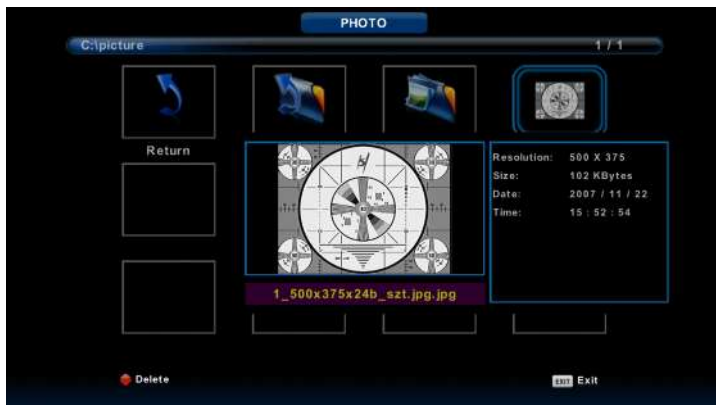 PHOTO
C:\picture 1 / 1
Return
Resolution: 500 X 375
Size: 102 KBytes
Date: 2007 / 11 / 22
Time: 15 : 52 : 54
1_500x375x24b_szt.jpg.jpg
Delete EXIT Exit